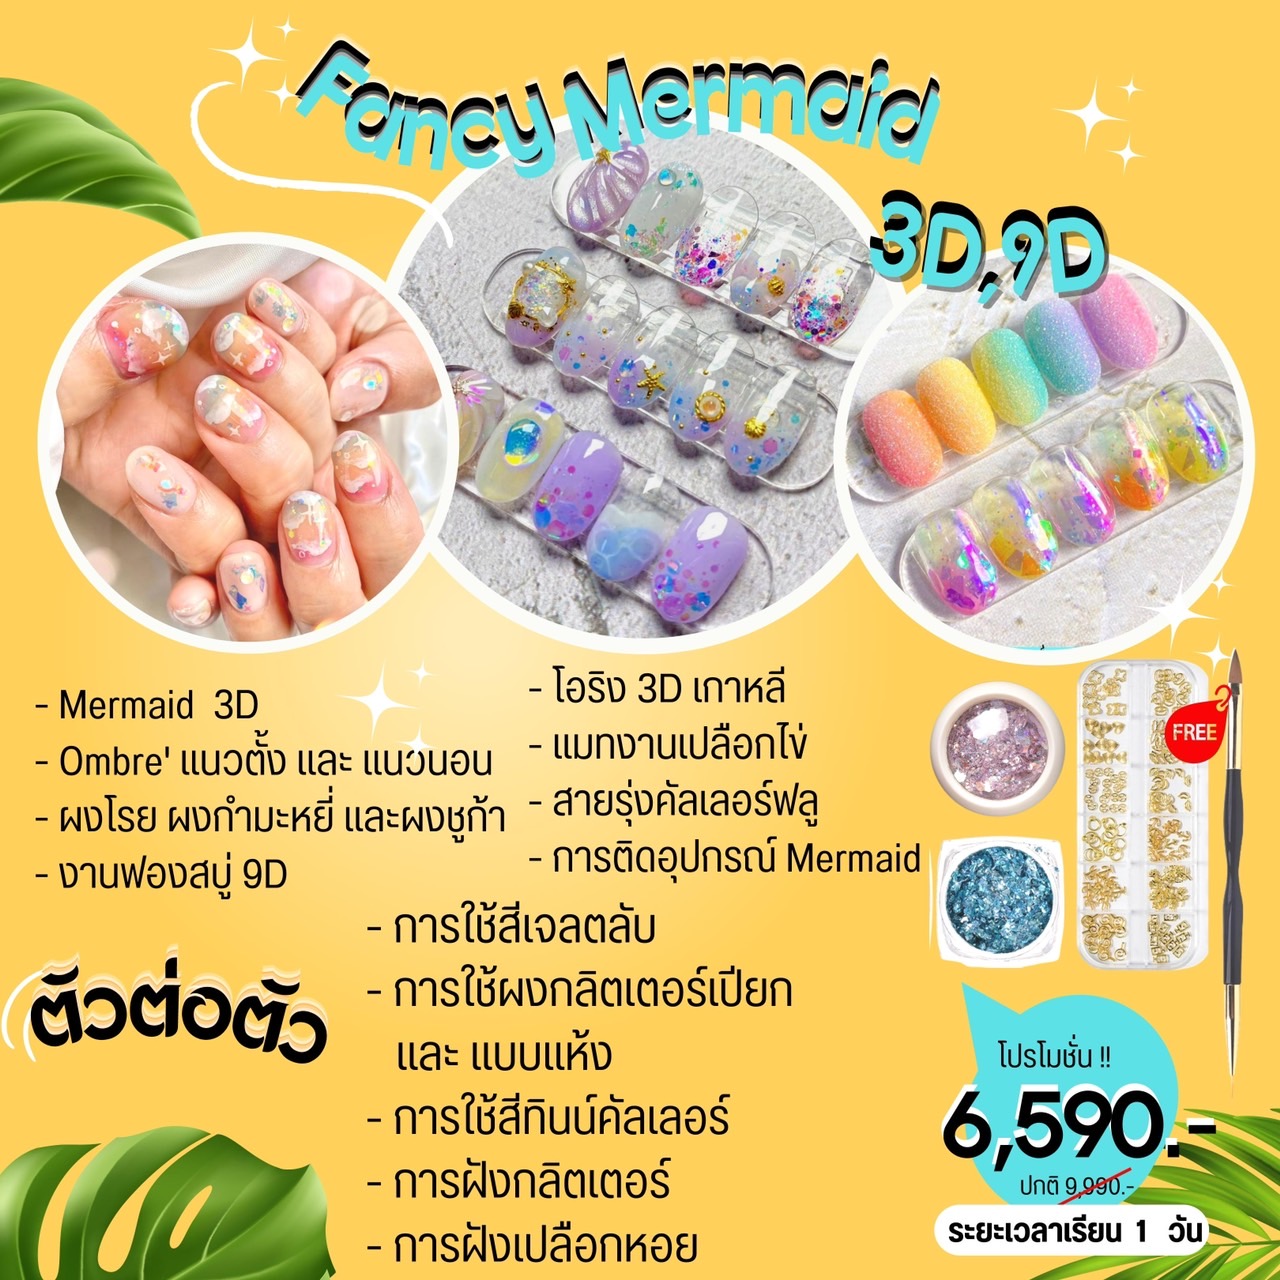 Fancy Mermaid
3D,9D
- Mermaid 3D
- Ombre' แนวตั้ง และ แนวนอน
- ผงโรย ผงกำมะหยี่ และผงชูก้า
- งานฟองสบู่ 9D
- โอริง 3D เกาหลี
- แมทงานเปลือกไข่
- สายรุ่งคัลเลอร์ฟลู
- การติดอุปกรณ์ Mermaid
FREE
- การใช้สีเจลตลับ
- การใช้ผงกลิตเตอร์เปียก
และ แบบแห้ง
- การใช้สีทินน์คัลเลอร์
- การฝังกลิตเตอร์
- การฝังเปลือกหอย
ตัวต่อตัว
โปรโมชั่น !!
6,590.-
ปกติ 9,990.-
ระยะเวลาเรียน 1 วัน